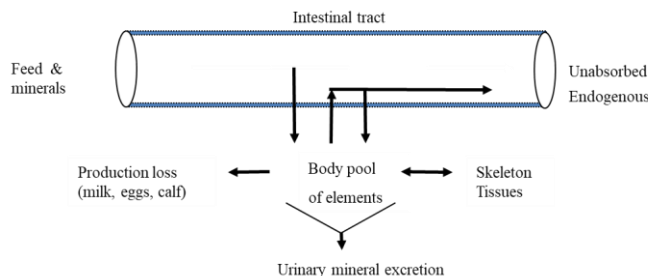 Intestinal tract
Feed &
minerals
Unabsorbed
Endogenous
Production loss
(milk, eggs, calf)
Body pool
of elements
Skeleton
Tissues
Urinary mineral excretion